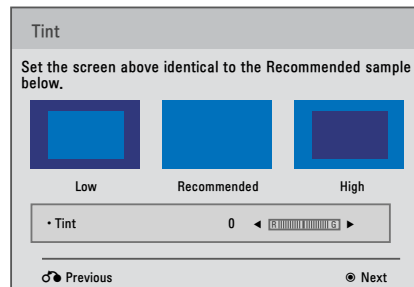 Tint
Set the screen above identical to the Recommended sample
below.
Low Recommended High
• Tint 0 ◀ R G ▶
Previous ◉ Next